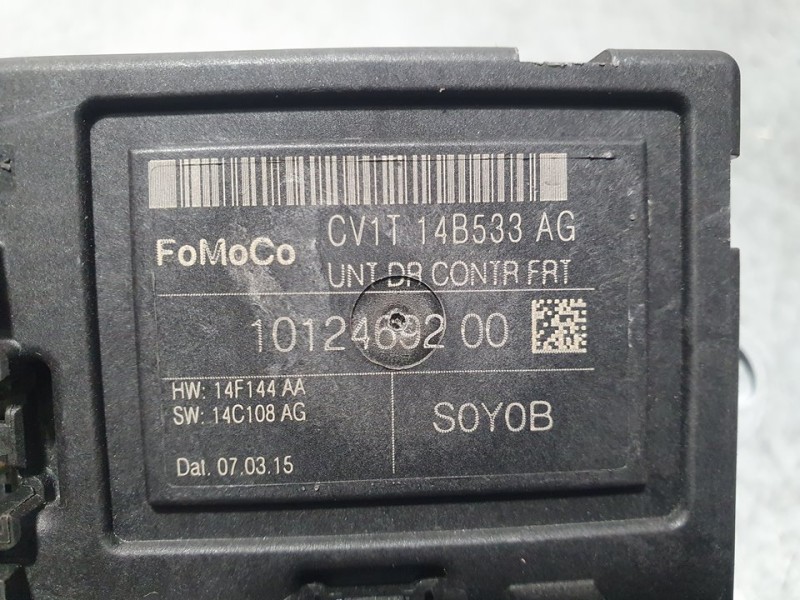 FoMoCo CV1T 14B533 AG
UNT DR CONTR FRT
10124692 00
HW: 14F144 AA
SW: 14C108 AG
S0Y0B
Dat. 07.03.15